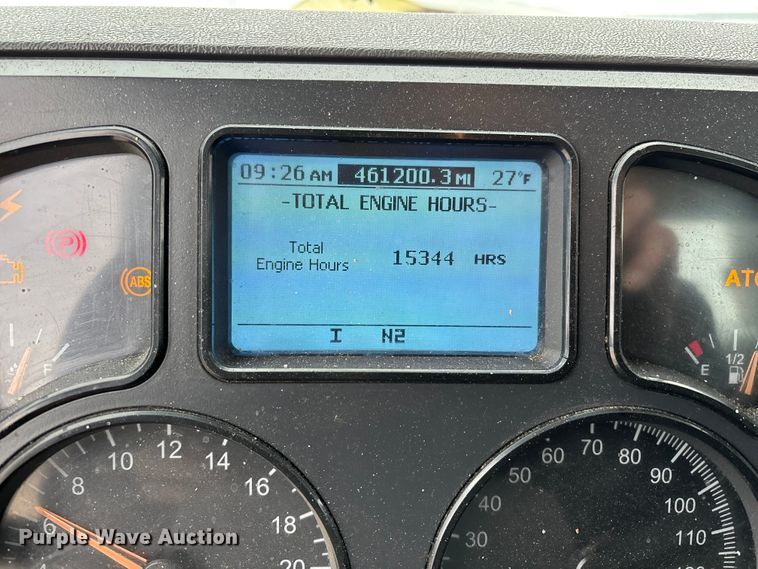 09:26 AM 461200.3 MI 27°F
-TOTAL ENGINE HOURS-
Total
Engine Hours 15344 HRS
I N2
(P)
ABS
F
E 1/2
6 8 10 12 14 16 18 20
30 40 50 60 70 80 90 100 110
Purple Wave Auction